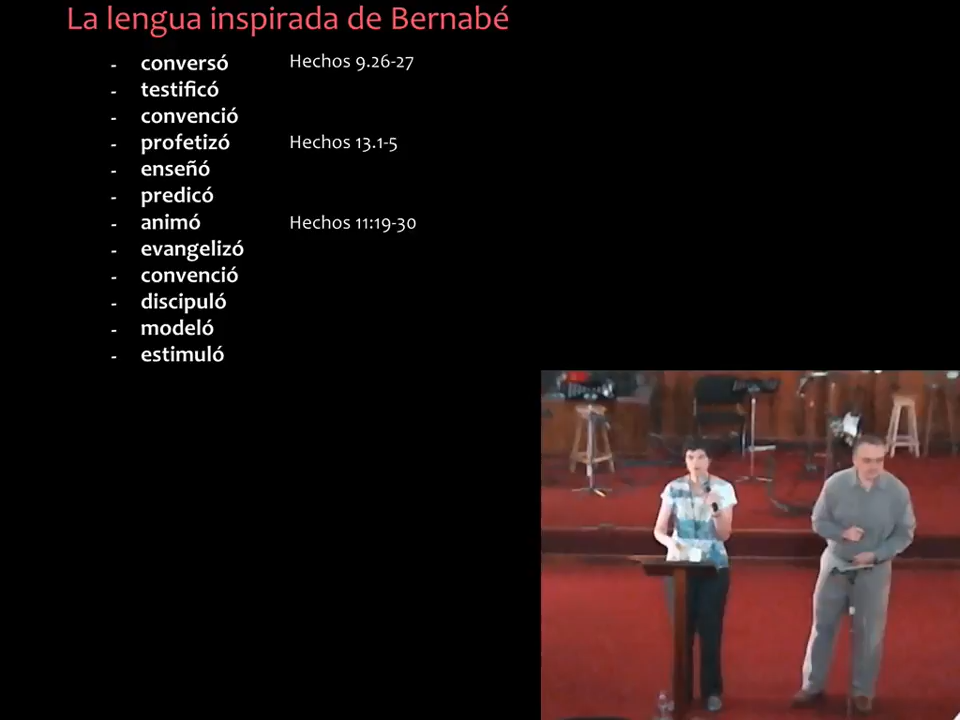 La lengua inspirada de Bernabé
- conversó Hechos 9.26-27
- testificó
- convenció
- profetizó Hechos 13.1-5
- enseñó
- predicó
- animó Hechos 11:19-30
- evangelizó
- convenció
- discipuló
- modeló
- estimuló